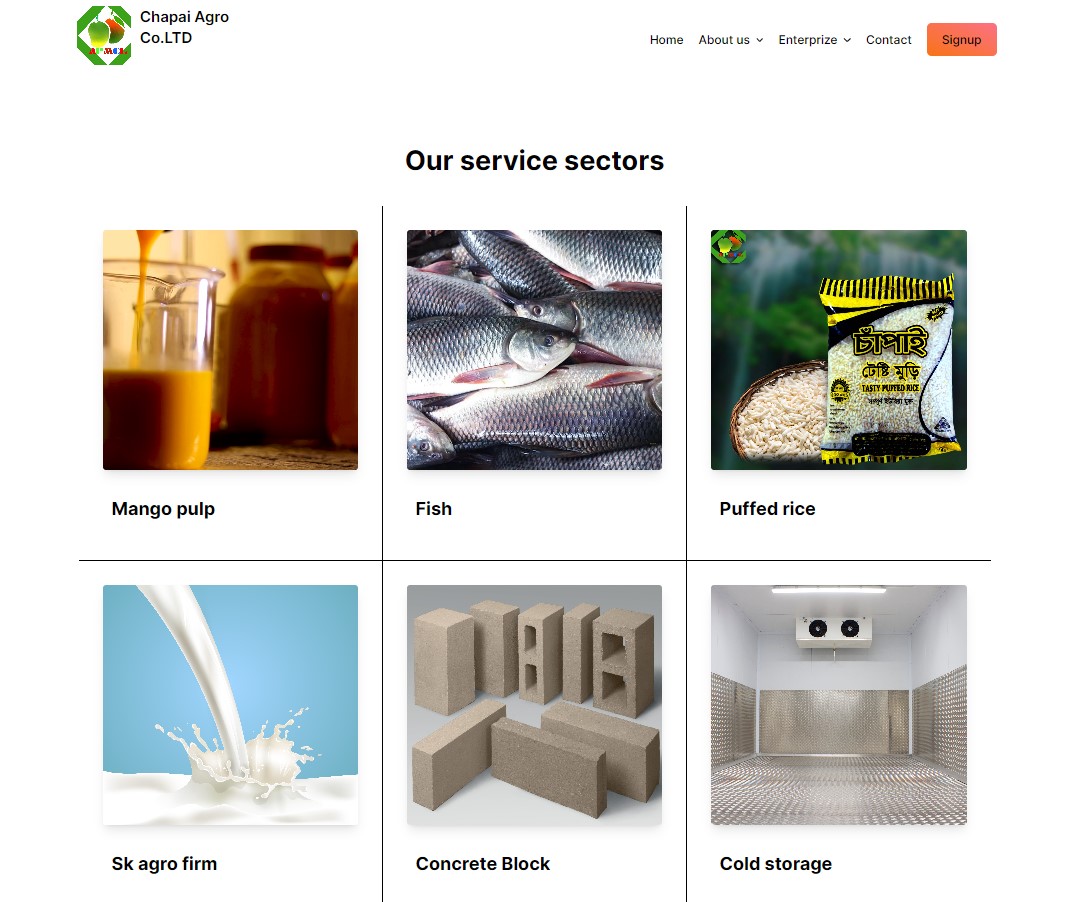 Chapai Agro
Co.LTD
Home About us Enterprize Contact Signup
Our service sectors
চাঁপাই
টেষ্টি মুড়ি
TASTY PUFFED RICE
Mango pulp Fish Puffed rice
Sk agro firm Concrete Block Cold storage